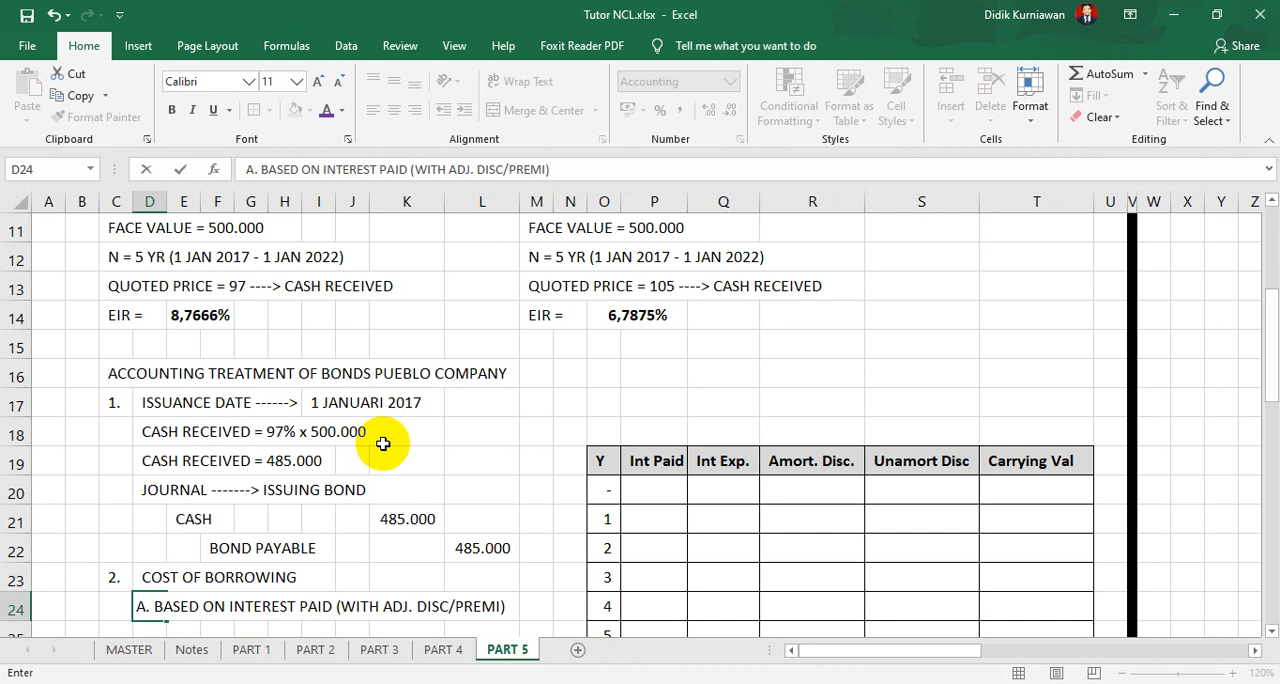 Tutor NCL.xlsx - Excel
Didik Kurniawan
File Home Insert Page Layout Formulas Data Review View Help Foxit Reader PDF Tell me what you want to do Share
Paste Cut Copy Format Painter
Calibri 11
B I U A
Wrap Text
Merge & Center
Accounting
% ,
Conditional Formatting Format as Table Cell Styles
Insert Delete Format
AutoSum Fill Clear
Sort & Filter Find & Select
Clipboard Font Alignment Number Styles Cells Editing
D24 fx A. BASED ON INTEREST PAID (WITH ADJ. DISC/PREMI)
A B C D E F G H I J K L M N O P Q R S T U V W X Y Z
11 FACE VALUE = 500.000 FACE VALUE = 500.000
12 N = 5 YR (1 JAN 2017 - 1 JAN 2022) N = 5 YR (1 JAN 2017 - 1 JAN 2022)
13 QUOTED PRICE = 97 ----> CASH RECEIVED QUOTED PRICE = 105 ----> CASH RECEIVED
14 EIR = 8,7666% EIR = 6,7875%
15
16 ACCOUNTING TREATMENT OF BONDS PUEBLO COMPANY
17 1. ISSUANCE DATE ------> 1 JANUARI 2017
18 CASH RECEIVED = 97% x 500.000
19 CASH RECEIVED = 485.000 Y Int Paid Int Exp. Amort. Disc. Unamort Disc Carrying Val
20 JOURNAL -------> ISSUING BOND -
21 CASH 485.000 1
22 BOND PAYABLE 485.000 2
23 2. COST OF BORROWING 3
24 A. BASED ON INTEREST PAID (WITH ADJ. DISC/PREMI) 4
25 5
MASTER Notes PART 1 PART 2 PART 3 PART 4 PART 5
Enter 120%